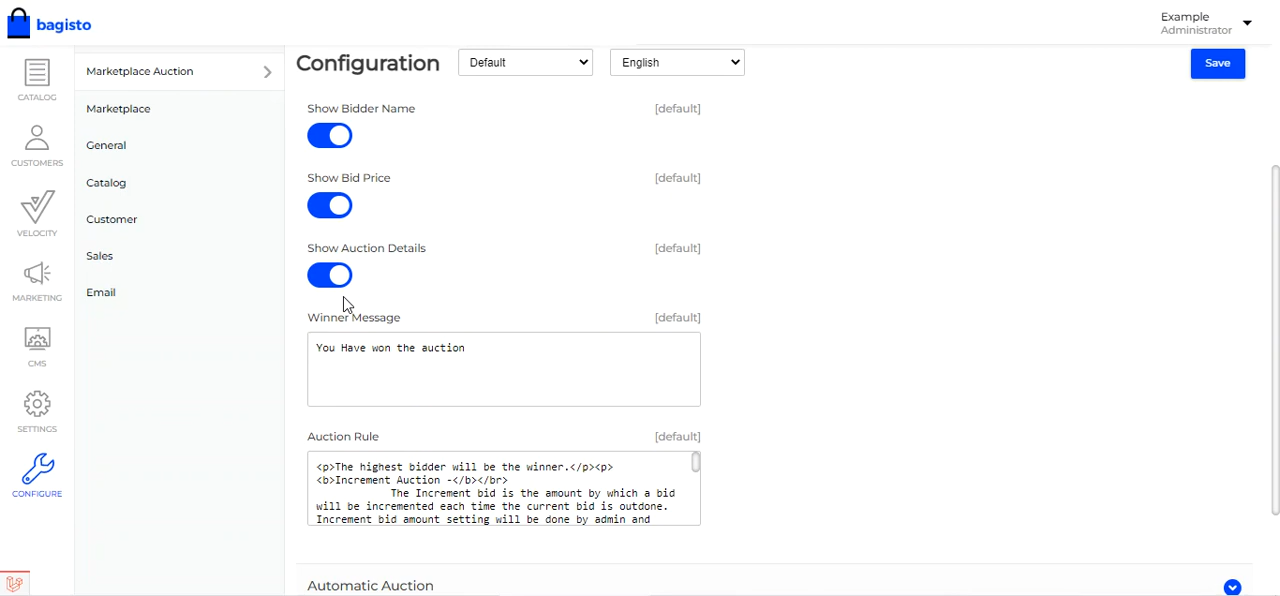 bagisto
Example
Administrator
CATALOG
CUSTOMERS
VELOCITY
MARKETING
CMS
SETTINGS
CONFIGURE
Marketplace Auction
Marketplace
General
Catalog
Customer
Sales
Email
Configuration
Default
English
Save
Show Bidder Name [default]
Show Bid Price [default]
Show Auction Details [default]
Winner Message [default]
You Have won the auction
Auction Rule [default]
<p>The highest bidder will be the winner.</p><p>
<b>Increment Auction -</b></br>
The Increment bid is the amount by which a bid
will be incremented each time the current bid is outdone.
Increment bid amount setting will be done by admin and
Automatic Auction